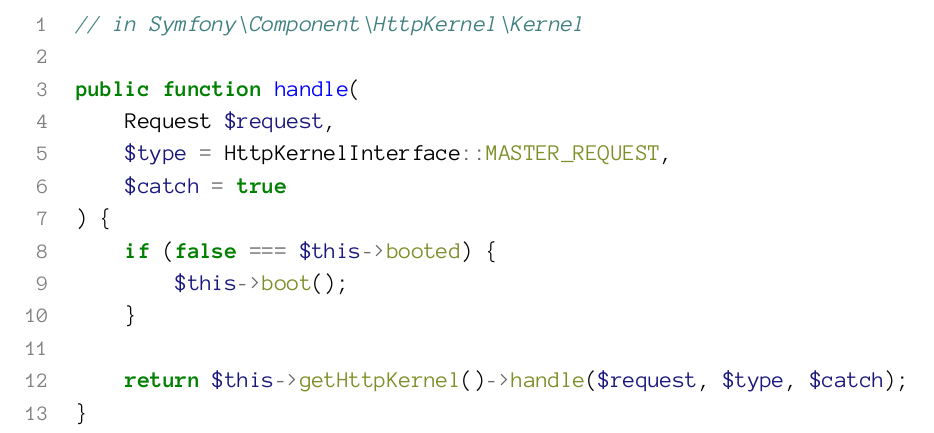 1 // in Symfony\Component\HttpKernel\Kernel
2
3 public function handle(
4     Request $request,
5     $type = HttpKernelInterface::MASTER_REQUEST,
6     $catch = true
7 ) {
8     if (false === $this->booted) {
9         $this->boot();
10     }
11
12     return $this->getHttpKernel()->handle($request, $type, $catch);
13 }